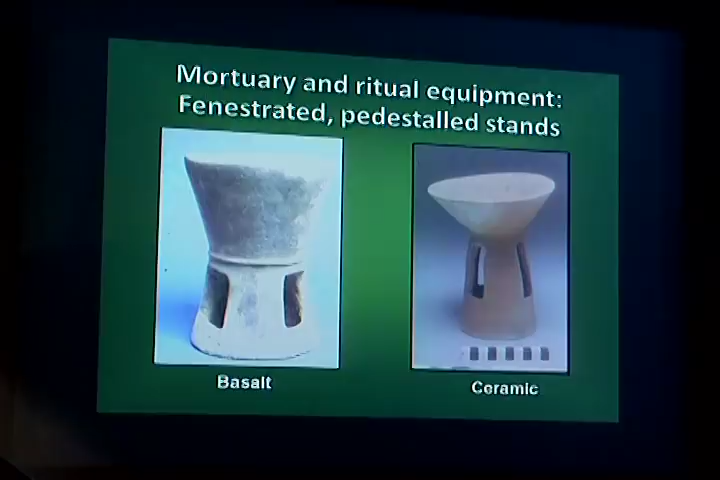 Mortuary and ritual equipment:
Fenestrated, pedestalled stands
Basalt
Ceramic